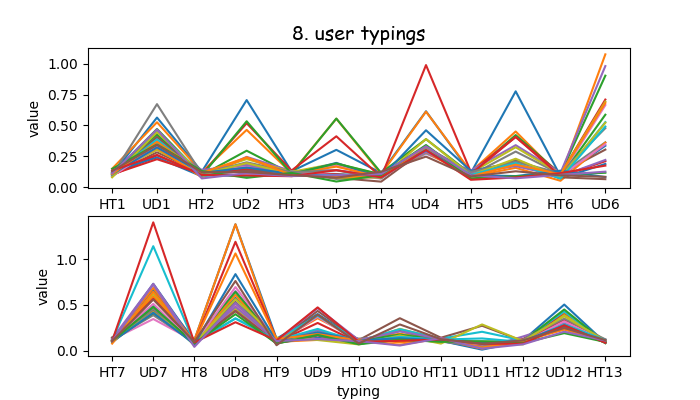 8. user typings
1.00
0.75
0.50
0.25
0.00
value
HT1 UD1 HT2 UD2 HT3 UD3 HT4 UD4 HT5 UD5 HT6 UD6
1.0
0.5
0.0
value
HT7 UD7 HT8 UD8 HT9 UD9 HT10 UD10 HT11 UD11 HT12 UD12 HT13
typing